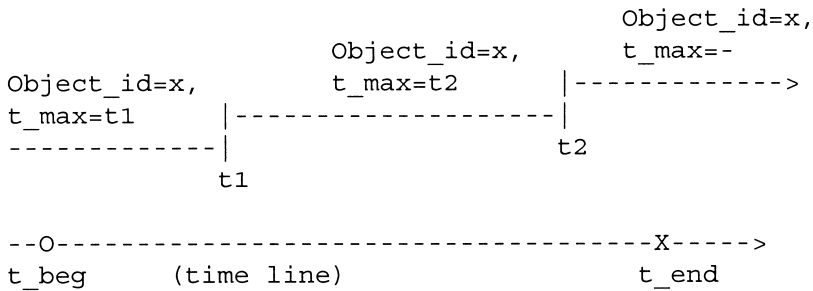 Object_id=x,
t_max=-
Object_id=x,
t_max=t2
|------------->
Object_id=x,
t_max=t1
|---------------------|
-------------|
t2
t1
--O--------------------------------------X----->
t_beg (time line) t_end